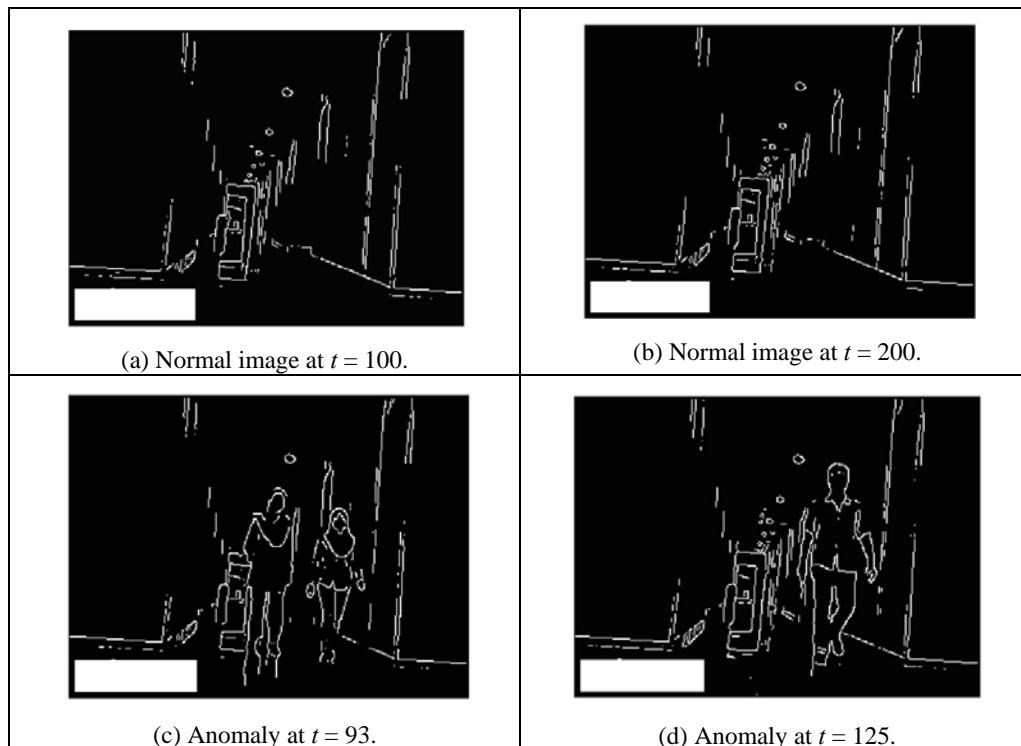 (a) Normal image at t = 100.
(b) Normal image at t = 200.
(c) Anomaly at t = 93.
(d) Anomaly at t = 125.